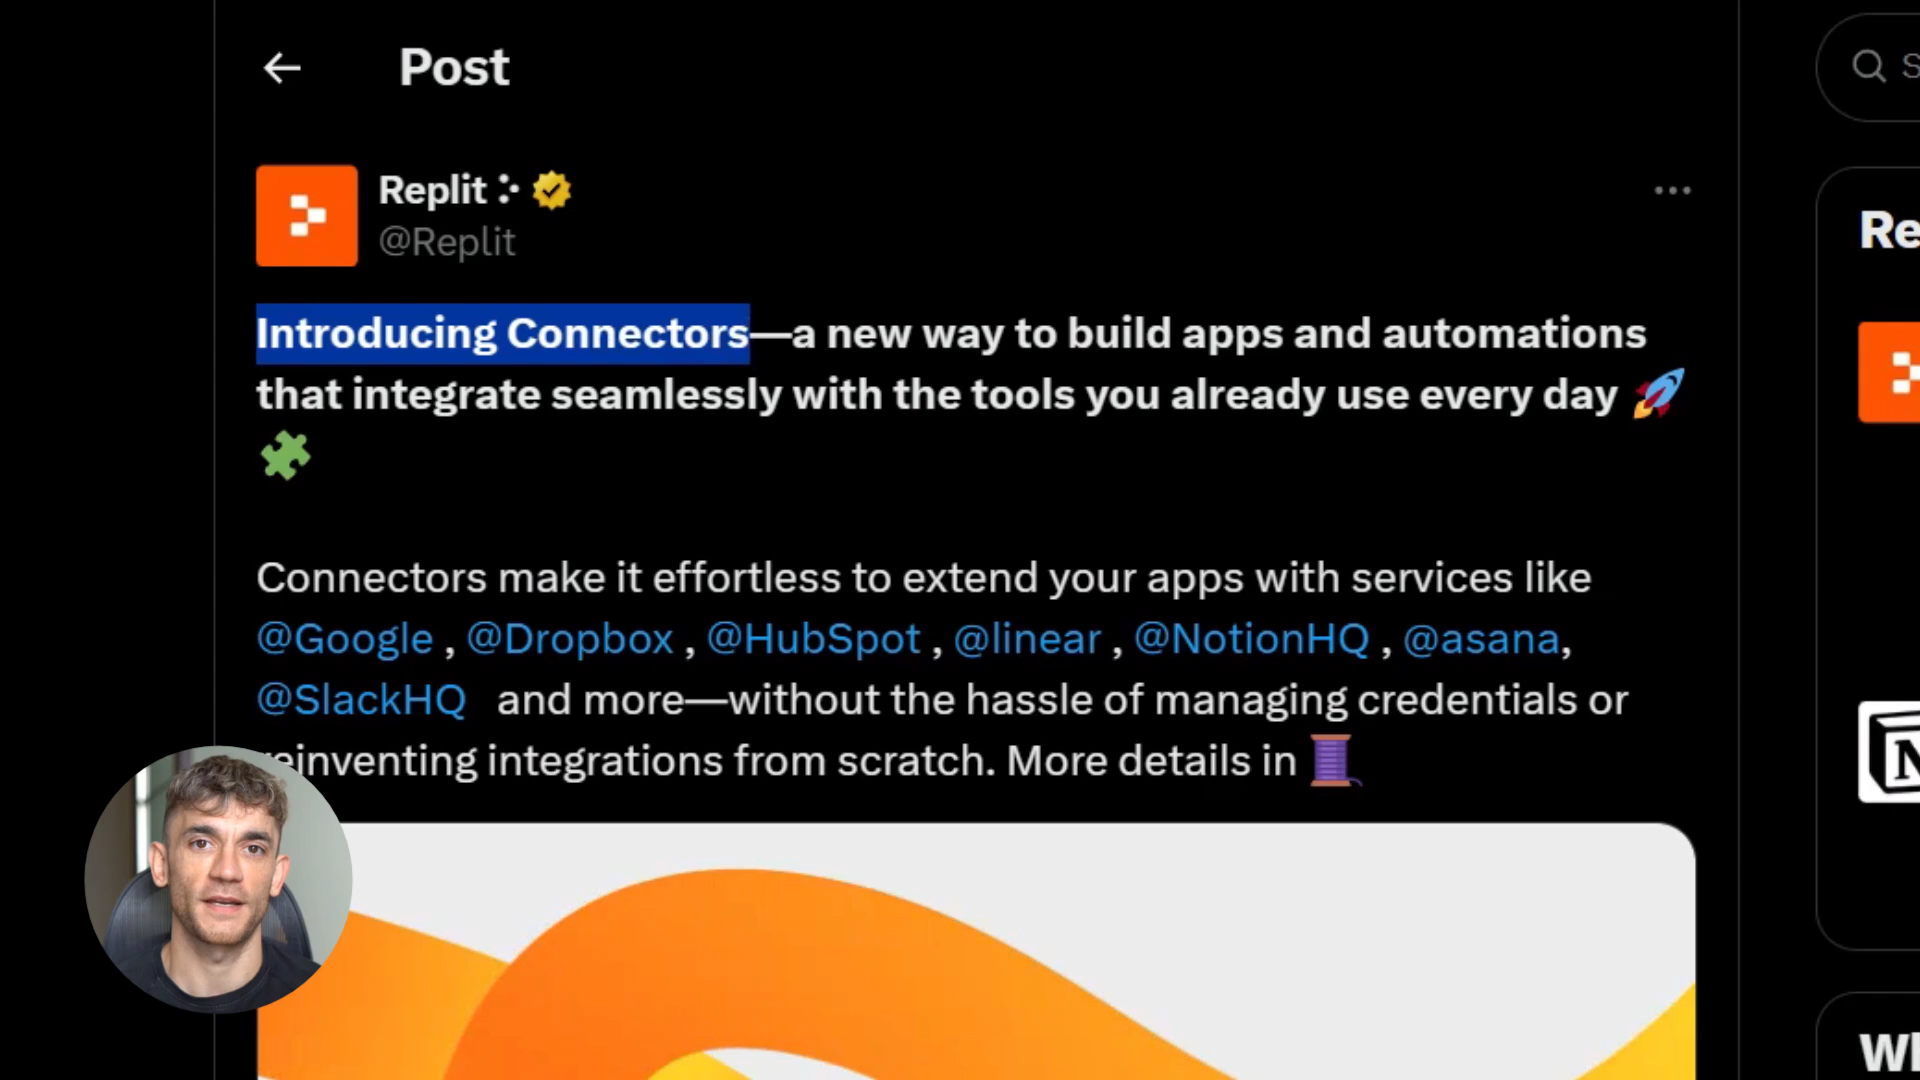 Post
Replit
@Replit
Introducing Connectors—a new way to build apps and automations
that integrate seamlessly with the tools you already use every day 🚀
🧩
Connectors make it effortless to extend your apps with services like
@Google , @Dropbox , @HubSpot , @linear , @NotionHQ , @asana,
@SlackHQ and more—without the hassle of managing credentials or
reinventing integrations from scratch. More details in 🧵
S
Re
N
Wh